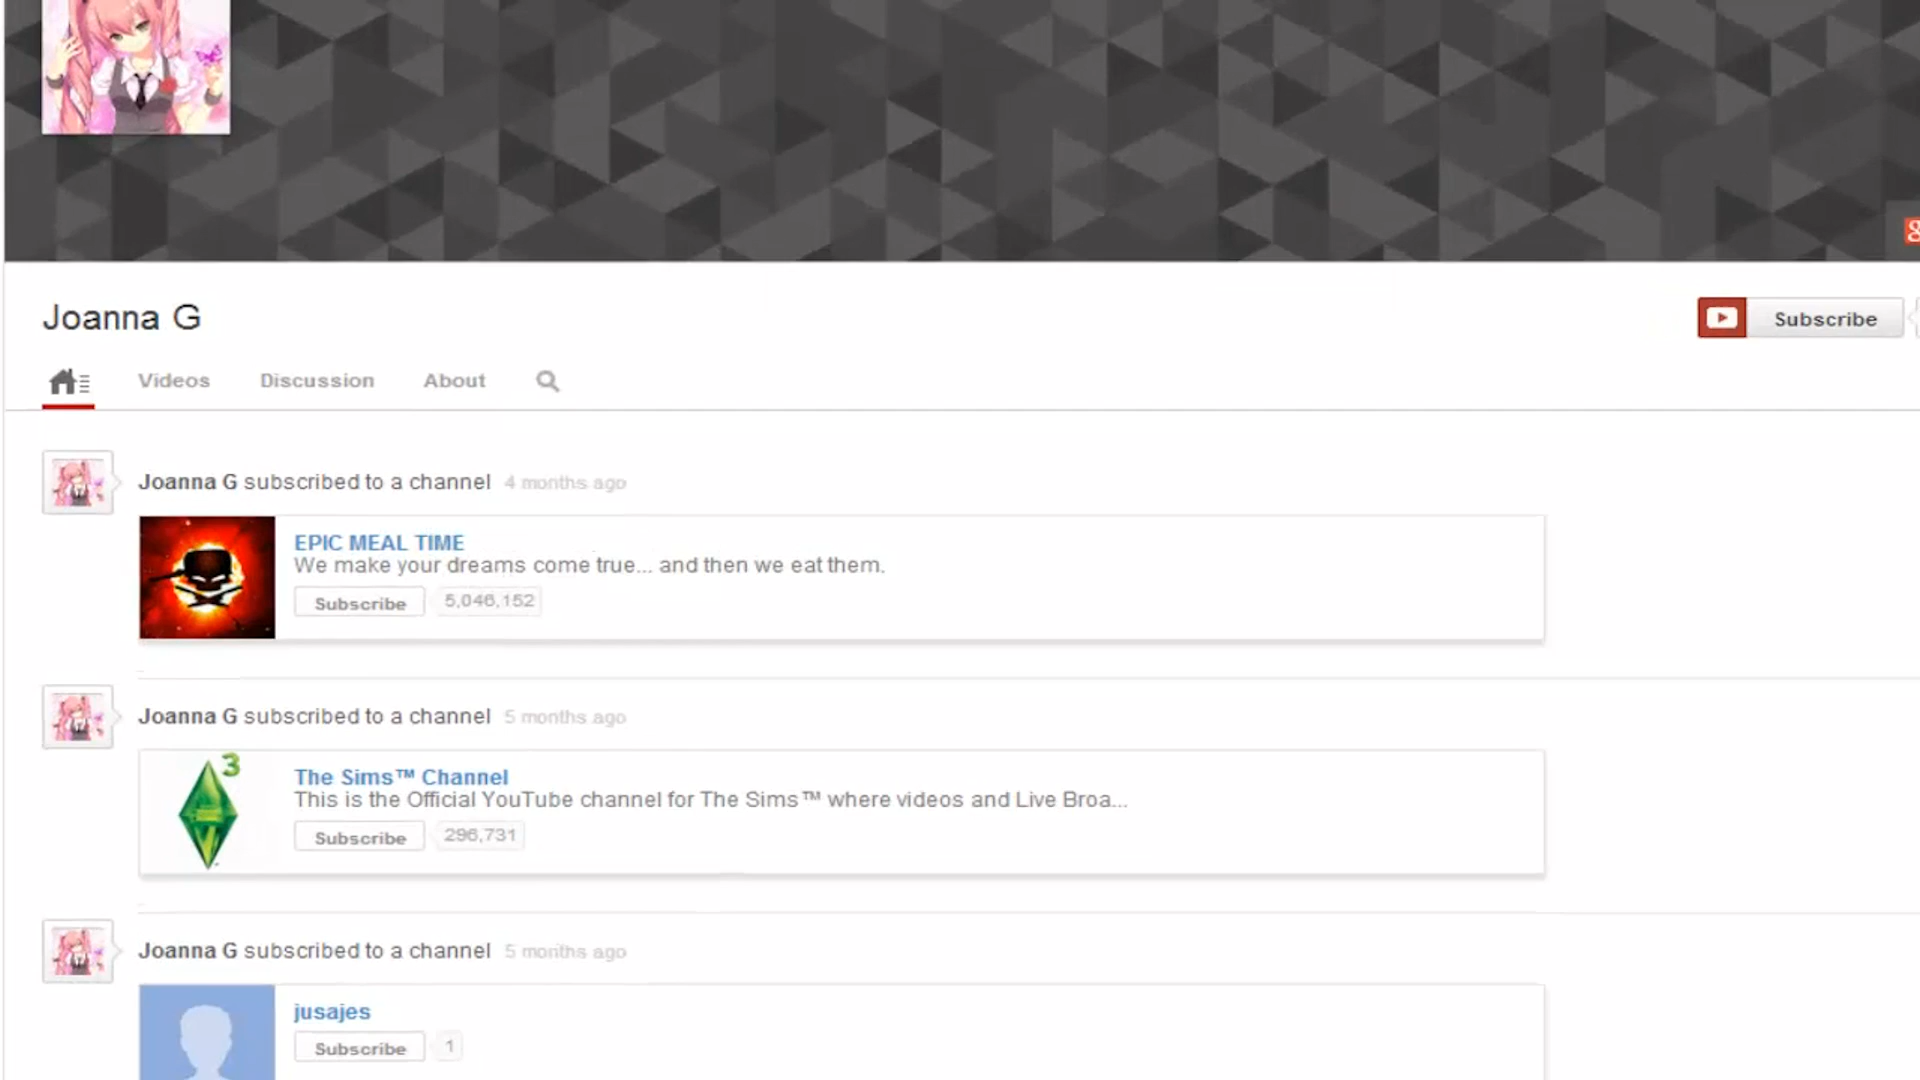 Joanna G
Subscribe
Videos
Discussion
About
Joanna G subscribed to a channel 4 months ago
EPIC MEAL TIME
We make your dreams come true... and then we eat them.
Subscribe 5,046,152
Joanna G subscribed to a channel 5 months ago
3
The Sims™ Channel
This is the Official YouTube channel for The Sims™ where videos and Live Broa...
Subscribe 296,731
Joanna G subscribed to a channel 5 months ago
jusajes
Subscribe 1